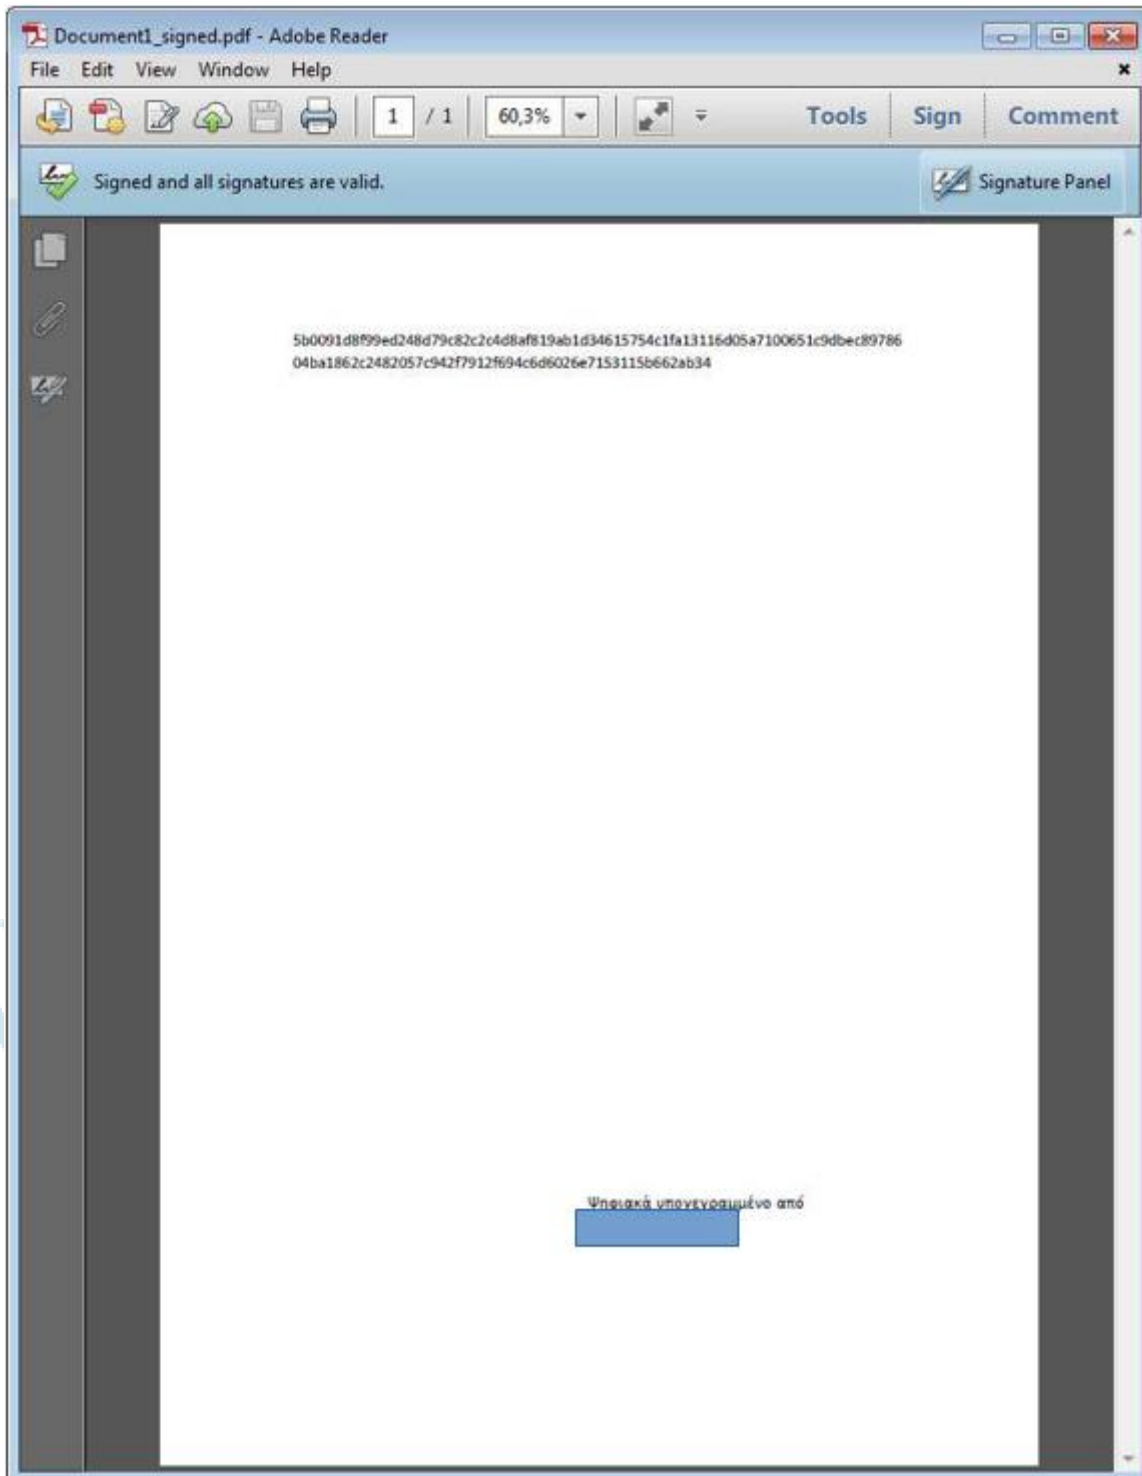 Document1_signed.pdf - Adobe Reader
File Edit View Window Help
1 / 1 60,3% Tools Sign Comment
Signed and all signatures are valid. Signature Panel
5b0091d8f99ed248d79c82c2c4d8af819ab1d34615754c1fa13116d05a7100651c9dbec89786
04ba1862c2482057c942f7912f694c6d6026e7153115b662ab34
Ψηφιακά υπογεγραμμένο από